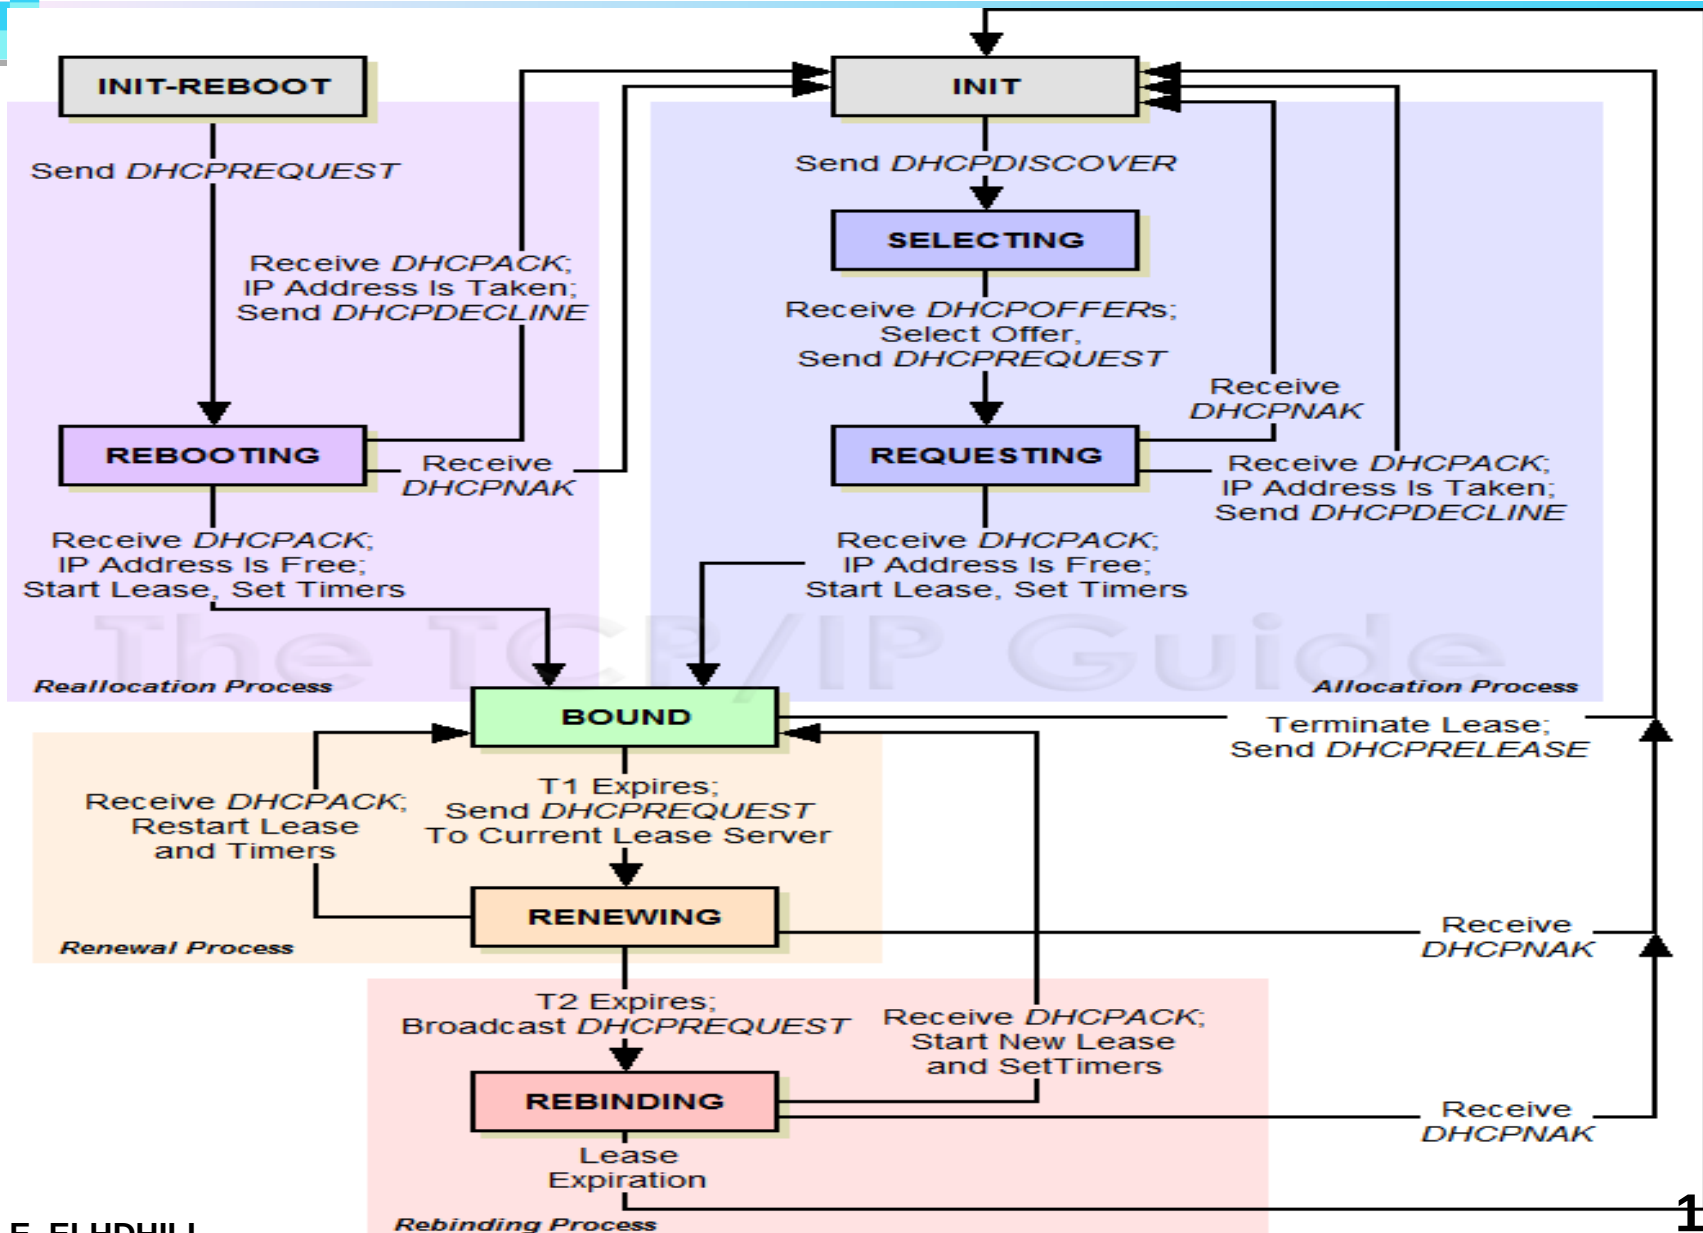 INIT-REBOOT
INIT
Send DHCPREQUEST
Send DHCPDISCOVER
SELECTING
Receive DHCPACK;
IP Address Is Taken;
Send DHCPDECLINE
Receive DHCPOFFERs;
Select Offer,
Send DHCPREQUEST
Receive
DHCPNAK
REBOOTING
Receive
DHCPNAK
REQUESTING
Receive DHCPACK;
IP Address Is Taken;
Send DHCPDECLINE
Receive DHCPACK;
IP Address Is Free;
Start Lease, Set Timers
Receive DHCPACK;
IP Address Is Free;
Start Lease, Set Timers
The TCP/IP Guide
Reallocation Process
Allocation Process
BOUND
Terminate Lease;
Send DHCPRELEASE
T1 Expires;
Send DHCPREQUEST
To Current Lease Server
Receive DHCPACK;
Restart Lease
and Timers
RENEWING
Receive
DHCPNAK
Renewal Process
T2 Expires;
Broadcast DHCPREQUEST
Receive DHCPACK;
Start New Lease
and SetTimers
REBINDING
Receive
DHCPNAK
Lease
Expiration
Rebinding Process
1